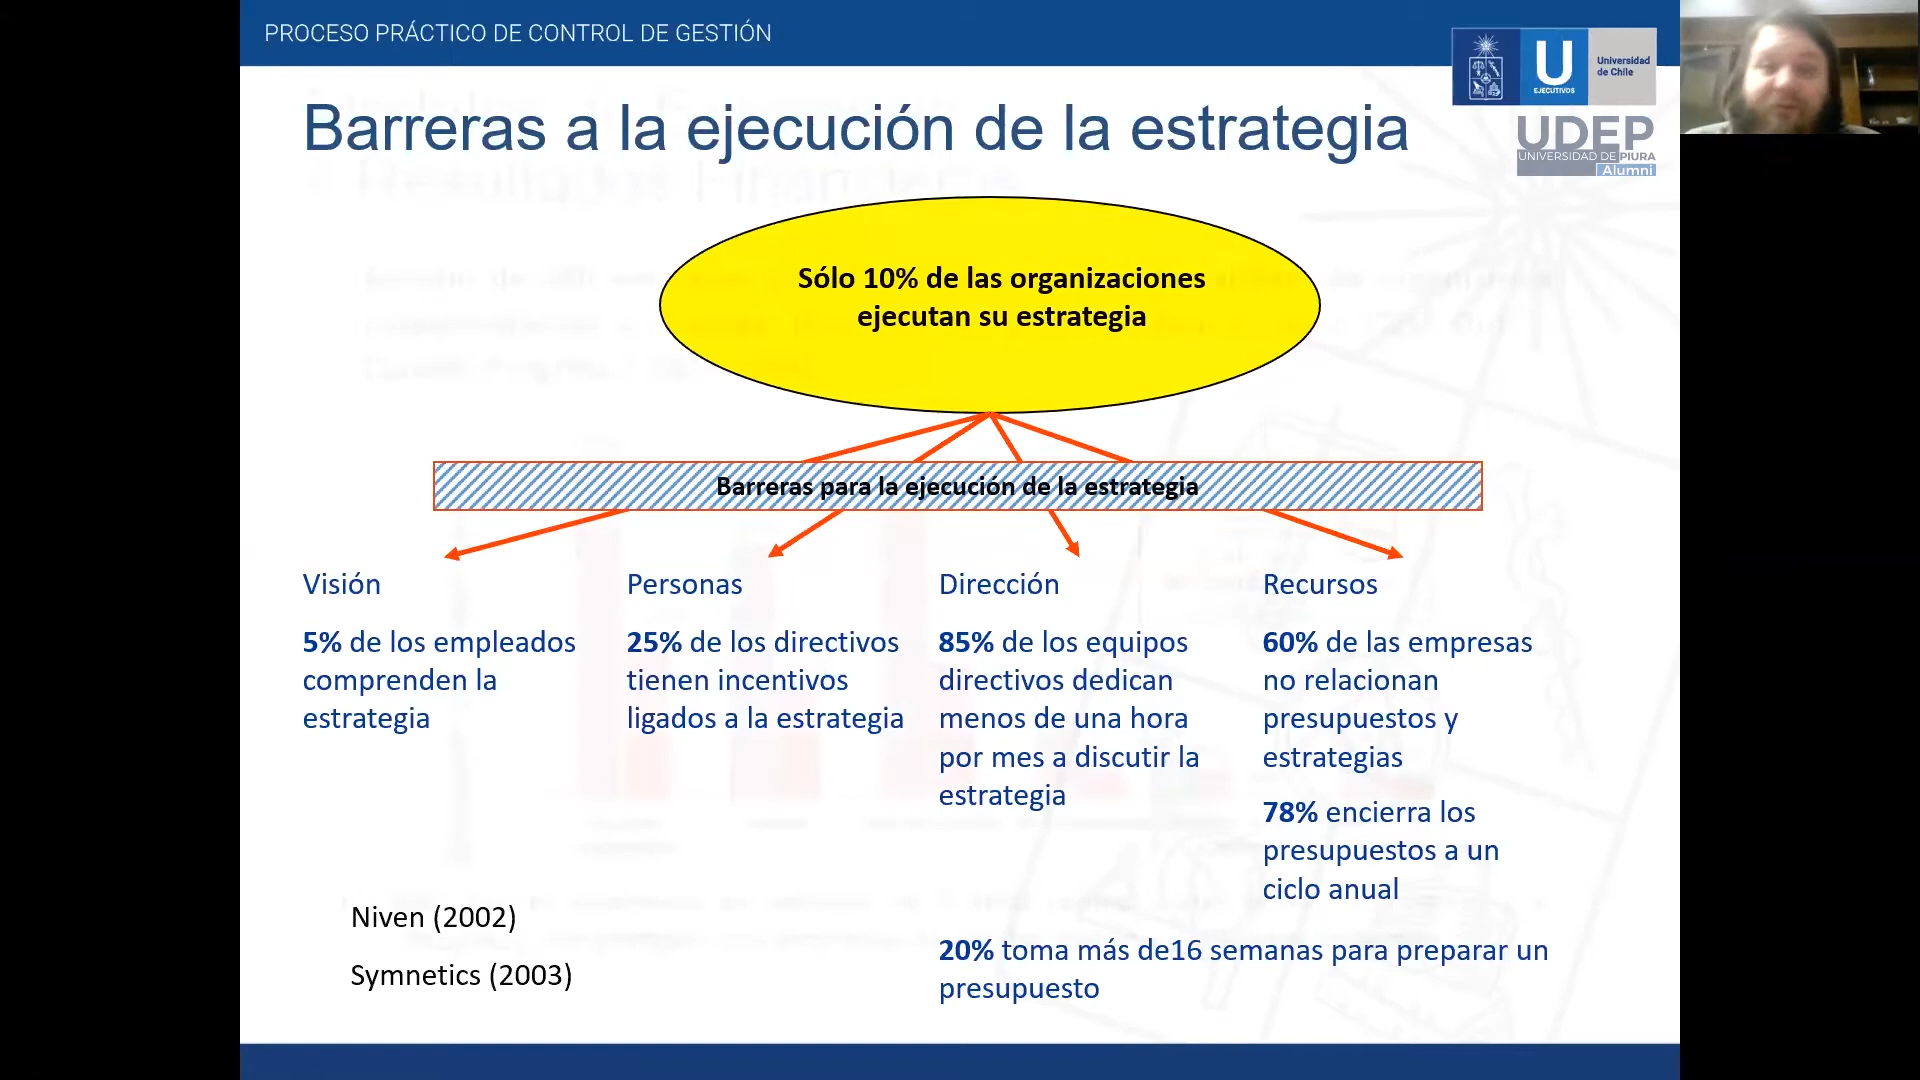 PROCESO PRÁCTICO DE CONTROL DE GESTIÓN
U
EJECUTIVOS
Universidad
de Chile
UDEP
UNIVERSIDAD DE PIURA
Alumni
Barreras a la ejecución de la estrategia
Sólo 10% de las organizaciones
ejecutan su estrategia
Barreras para la ejecución de la estrategia
Visión
5% de los empleados
comprenden la
estrategia
Personas
25% de los directivos
tienen incentivos
ligados a la estrategia
Dirección
85% de los equipos
directivos dedican
menos de una hora
por mes a discutir la
estrategia
Recursos
60% de las empresas
no relacionan
presupuestos y
estrategias
78% encierra los
presupuestos a un
ciclo anual
20% toma más de16 semanas para preparar un
presupuesto
Niven (2002)
Symnetics (2003)